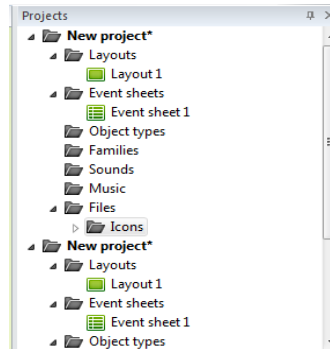 Projects
New project*
Layouts
Layout 1
Event sheets
Event sheet 1
Object types
Families
Sounds
Music
Files
Icons
New project*
Layouts
Layout 1
Event sheets
Event sheet 1
Object types